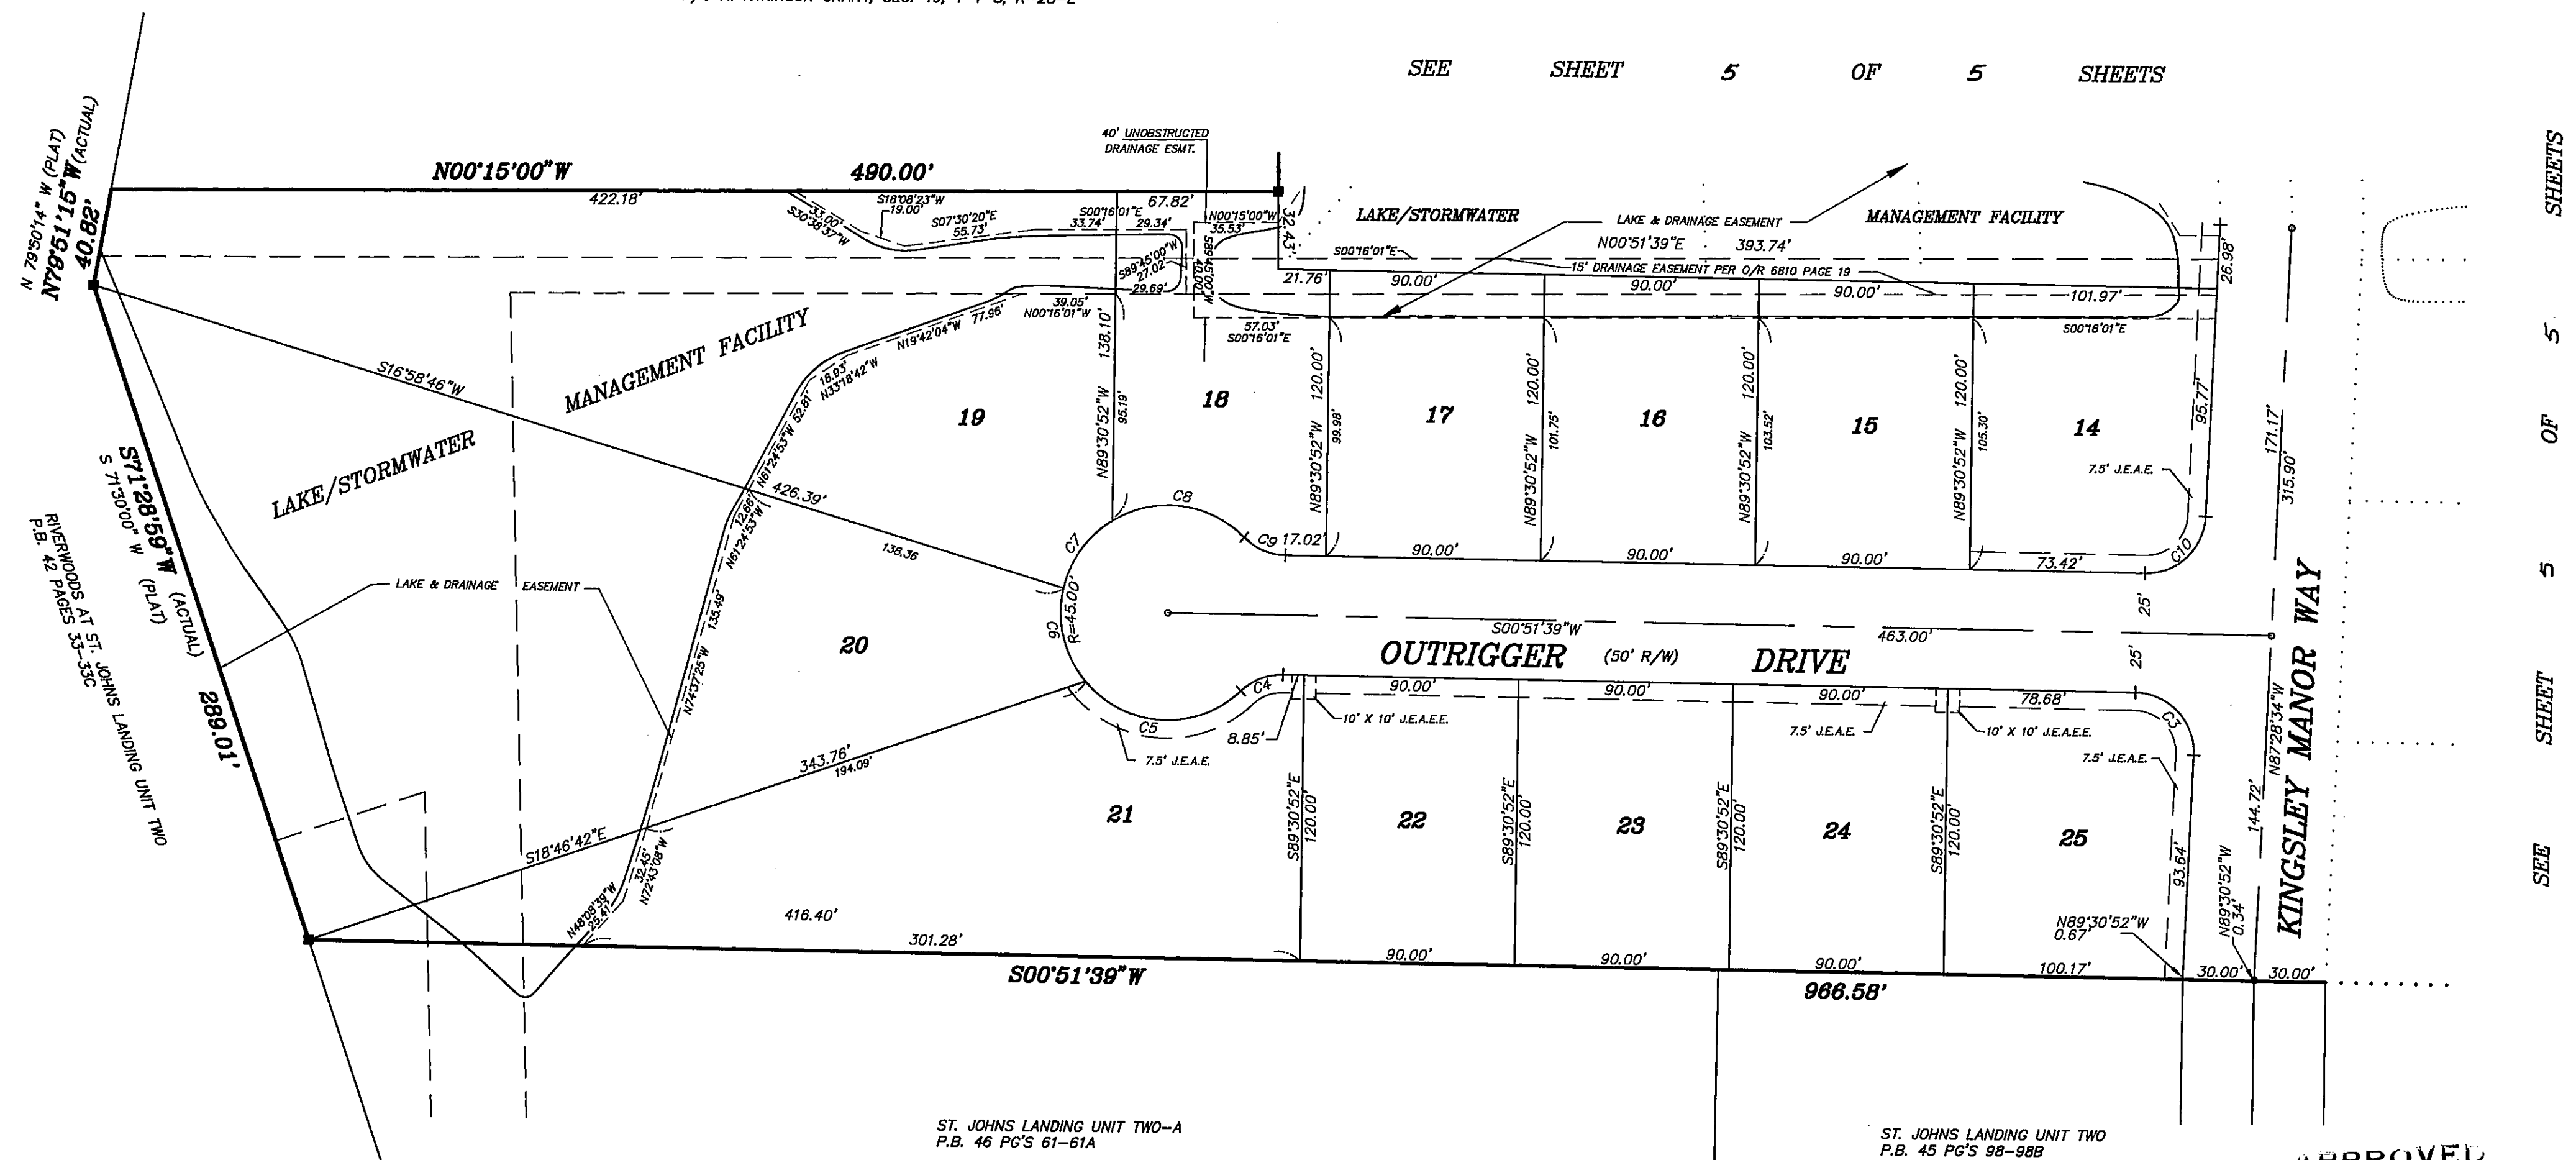 SEE SHEET 5 OF 5 SHEETS
SEE SHEET 5 OF 5 SHEETS
N 79°50'14" W (PLAT)
N79°51'15"W (ACTUAL)
40.82'
N00°15'00"W 490.00'
422.18'
67.82'
40' UNOBSTRUCTED
DRAINAGE ESMT.
33.00'
S30°38'37"W
S18°08'23"W
19.00'
S07°30'20"E
55.73'
S00°16'01"E
33.74'
29.34'
N00°15'00"W
35.53'
32.43'
S89°45'00"W
27.02'
29.69'
S89°45'00"W
40.00'
LAKE/STORMWATER
LAKE & DRAINAGE EASEMENT
MANAGEMENT FACILITY
S00°16'01"E
N00°51'39"E 393.74'
15' DRAINAGE EASEMENT PER O/R 6810 PAGE 19
26.98'
21.76'
90.00'
90.00'
90.00'
101.97'
39.05'
N00°16'01"W
57.03'
S00°16'01"E
S00°16'01"E
77.96'
N19°42'04"W
18.93'
N33°18'42"W
52.81'
N61°24'53"W
12.66'
N61°24'53"W
MANAGEMENT FACILITY
LAKE/STORMWATER
S16°58'46"W
426.39'
138.36
138.10'
N89°30'52"W
95.19'
N89°30'52"W 120.00'
99.98'
N89°30'52"W 120.00'
101.75'
N89°30'52"W 120.00'
103.52'
N89°30'52"W 120.00'
105.30'
19
18
17
16
15
14
95.77'
7.5' J.E.A.E.
171.17'
315.90'
C7
C8
C9
17.02'
90.00'
90.00'
90.00'
73.42'
C10
S71°28'59"W (ACTUAL)
S 71°30'00" W (PLAT)
289.01'
RIVERWOODS AT ST. JOHNS LANDING UNIT TWO
P.B. 42 PAGES 33-33C
LAKE & DRAINAGE EASEMENT
135.49'
N74°37'25"W
20
C6
R=45.00'
S00°51'39"W
463.00'
25'
25'
OUTRIGGER (50' R/W) DRIVE
KINGSLEY MANOR WAY
N87°28'34"W
144.72'
C5
C4
7.5' J.E.A.E.
8.85'
10' X 10' J.E.A.E.E.
90.00'
90.00'
90.00'
78.68'
7.5' J.E.A.E.
10' X 10' J.E.A.E.E.
C3
7.5' J.E.A.E.
343.76'
194.09'
S18°46'42"E
32.45'
N72°43'08"W
N48°08'39"W
25.41'
21
22
23
24
25
S89°30'52"E
120.00'
S89°30'52"E
120.00'
S89°30'52"E
120.00'
S89°30'52"E
120.00'
93.64'
N89°30'52"W
0.67'
N89°30'52"W
0.34'
416.40'
301.28'
90.00'
90.00'
90.00'
100.17'
30.00'
30.00'
S00°51'39"W
966.58'
ST. JOHNS LANDING UNIT TWO-A
P.B. 46 PG'S 61-61A
ST. JOHNS LANDING UNIT TWO
P.B. 45 PG'S 98-98B
APPROVED